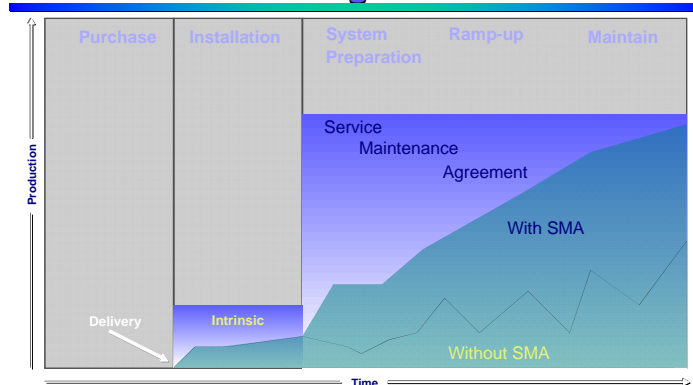 Purchase
Installation
System
Preparation
Ramp-up
Maintain
Service
Maintenance
Agreement
With SMA
Production
Delivery
Intrinsic
Without SMA
Time